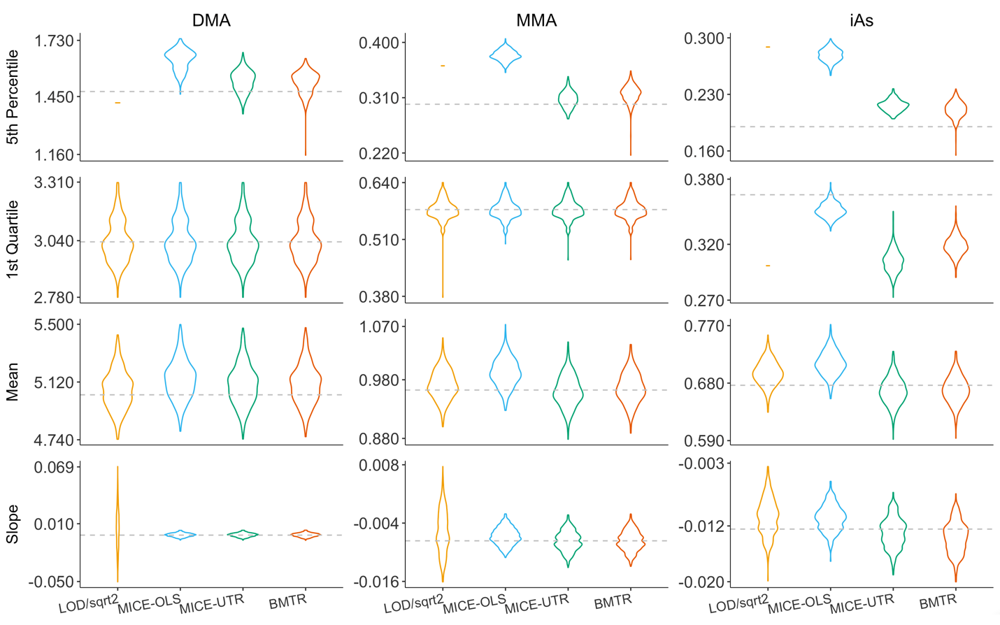 DMA MMA iAs
5th Percentile
1.730 0.400 0.300
1.450 0.310 0.230
1.160 0.220 0.160
1st Quartile
3.310 0.640 0.380
3.040 0.510 0.320
2.780 0.380 0.270
Mean
5.500 1.070 0.770
5.120 0.980 0.680
4.740 0.880 0.590
Slope
0.069 0.008 -0.003
0.010 -0.004 -0.012
-0.050 -0.016 -0.020
LOD/sqrt2 MICE-OLS MICE-UTR BMTR LOD/sqrt2 MICE-OLS MICE-UTR BMTR LOD/sqrt2 MICE-OLS MICE-UTR BMTR